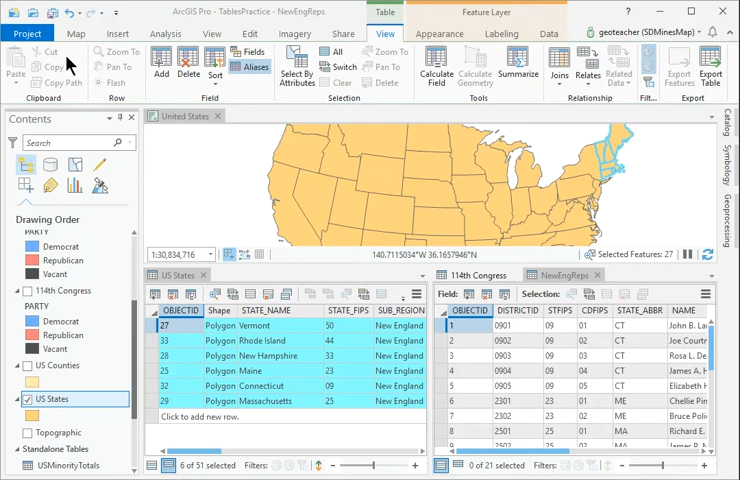 ArcGIS Pro - TablesPractice - NewEngReps
Table
Feature Layer
Project Map Insert Analysis View Edit Imagery Share View Appearance Labeling Data
geoteacher (SDMinesMap)
Paste
Cut
Copy
Copy Path
Clipboard
Zoom To
Pan To
Flash
Row
Add
Delete
Sort
Fields
Aliases
Field
Select By Attributes
All
Switch
Clear
Zoom To
Pan To
Delete
Selection
Calculate Field
Calculate Geometry
Summarize
Tools
Joins
Relates
Related Data
Relationship
Filt...
Export Features
Export Table
Export
Contents
Search
Drawing Order
PARTY
Democrat
Republican
Vacant
114th Congress
PARTY
Democrat
Republican
Vacant
US Counties
US States
Topographic
Standalone Tables
USMinorityTotals
United States
1:30,834,716
140.7115034°W 36.1657946°N
Selected Features: 27
Catalog
Symbology
Geoprocessing
US States
OBJECTID Shape STATE_NAME STATE_FIPS SUB_REGION
27 Polygon Vermont 50 New England
33 Polygon Rhode Island 44 New England
28 Polygon New Hampshire 33 New England
25 Polygon Maine 23 New England
32 Polygon Connecticut 09 New England
29 Polygon Massachusetts 25 New England
Click to add new row.
6 of 51 selected
Filters:
114th Congress NewEngReps
Field: Selection:
OBJECTID DISTRICTID STFIPS CDFIPS STATE_ABBR NAME
1 0901 09 01 CT John B. La
2 0902 09 02 CT Joe Court
3 0903 09 03 CT Rosa L. De
4 0904 09 04 CT James A. H
5 0905 09 05 CT Elizabeth
6 2301 23 01 ME Chellie Pin
7 2302 23 02 ME Bruce Poli
8 2501 25 01 MA Richard E.
9 2502 25 02 MA
0 of 21 selected
Filters: